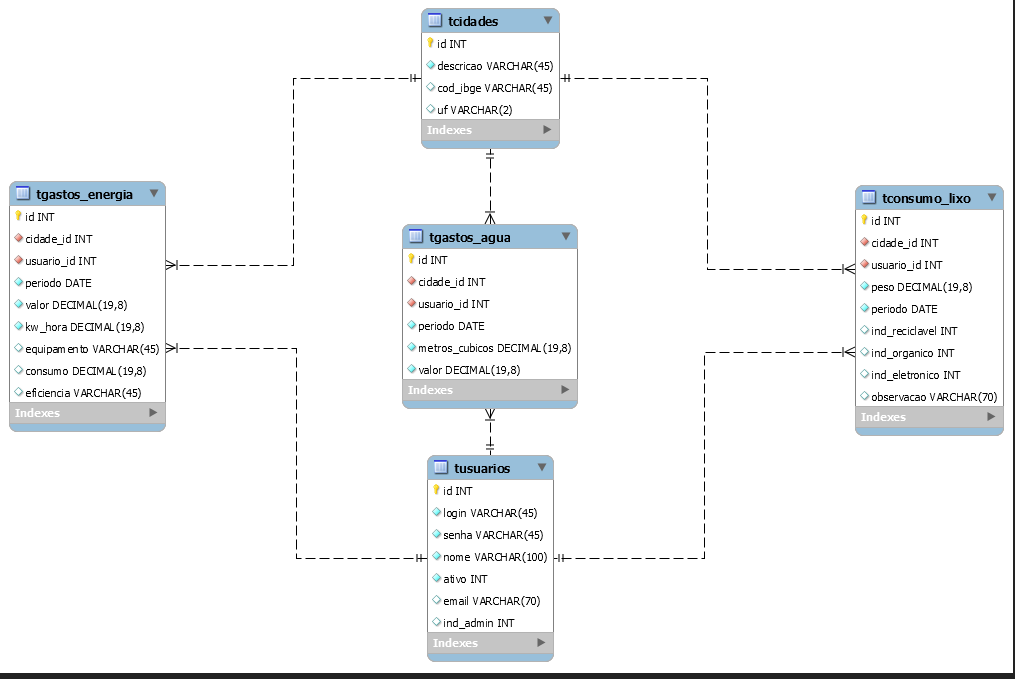 tcidades
id INT
descricao VARCHAR(45)
cod_ibge VARCHAR(45)
uf VARCHAR(2)
Indexes
tgastos_energia
id INT
cidade_id INT
usuario_id INT
periodo DATE
valor DECIMAL(19,8)
kw_hora DECIMAL(19,8)
equipamento VARCHAR(45)
consumo DECIMAL(19,8)
eficiencia VARCHAR(45)
Indexes
tgastos_agua
id INT
cidade_id INT
usuario_id INT
periodo DATE
metros_cubicos DECIMAL(19,8)
valor DECIMAL(19,8)
Indexes
tconsumo_lixo
id INT
cidade_id INT
usuario_id INT
peso DECIMAL(19,8)
periodo DATE
ind_reciclavel INT
ind_organico INT
ind_eletronico INT
observacao VARCHAR(70)
Indexes
tusuarios
id INT
login VARCHAR(45)
senha VARCHAR(45)
nome VARCHAR(100)
ativo INT
email VARCHAR(70)
ind_admin INT
Indexes